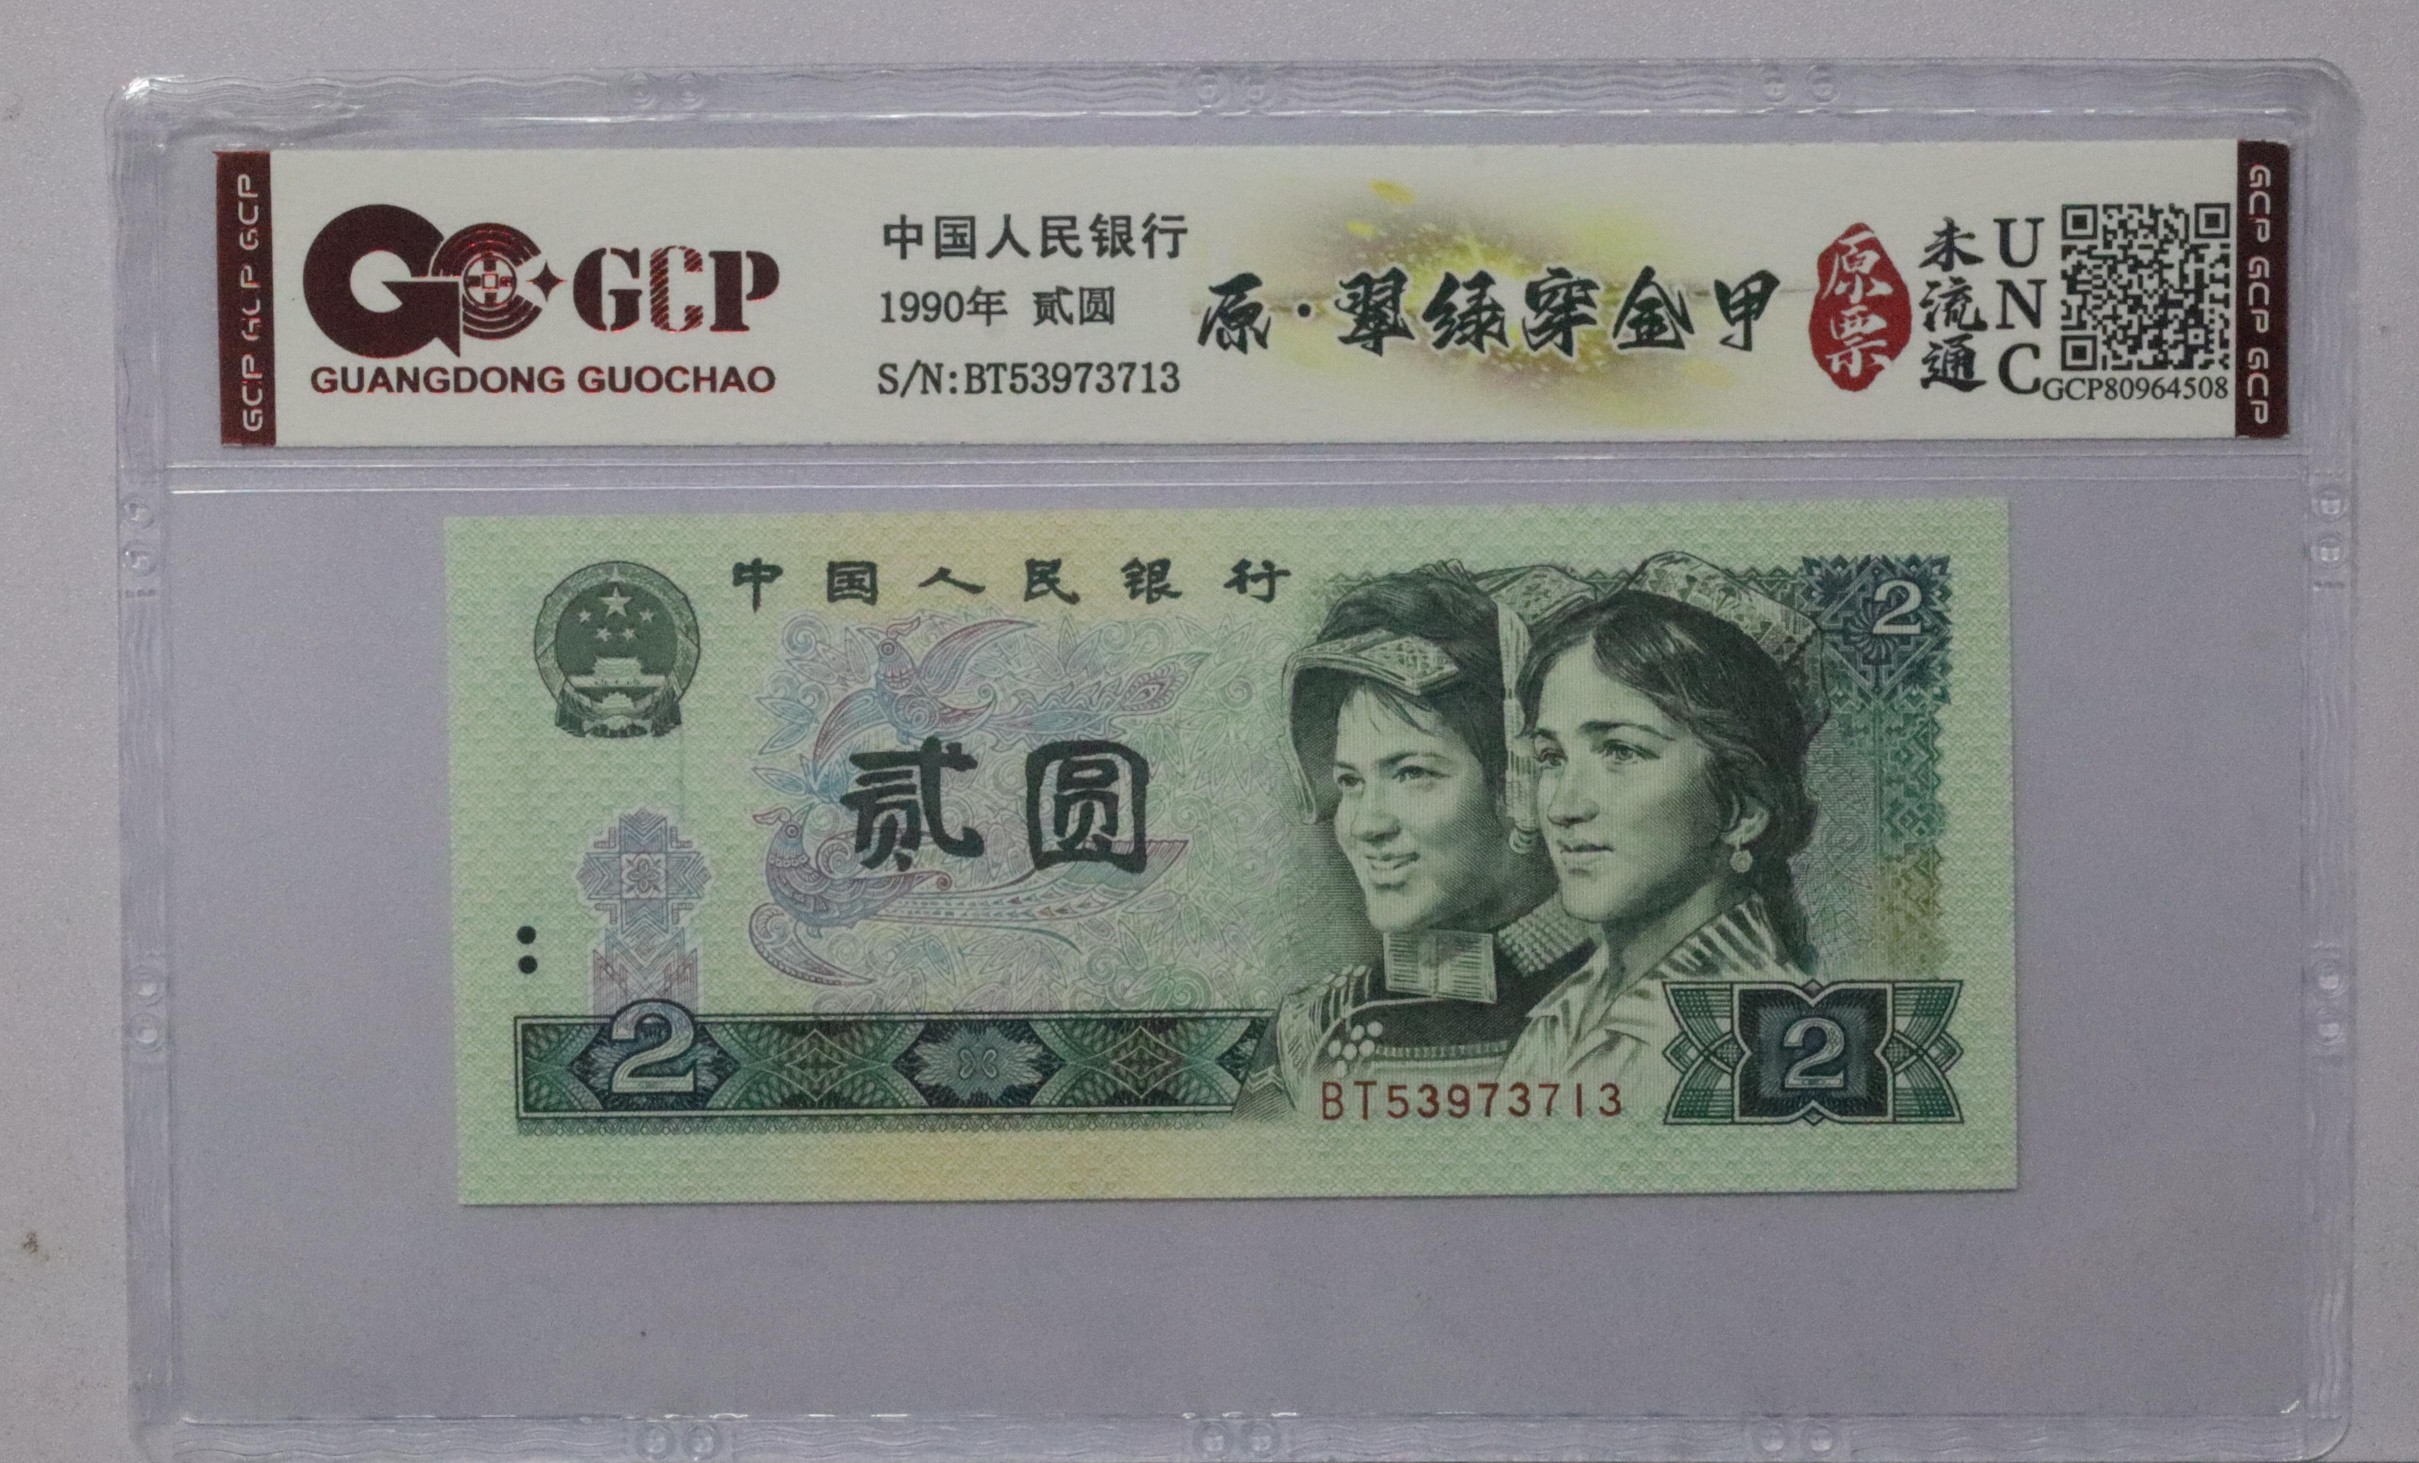 GCP GCP GCP
GCP
GUANGDONG GUOCHAO
中国人民银行
1990年 贰圆
S/N:BT53973713
原·翠绿穿金甲
原票
未流通
UNC
GCP80964508
GCP GCP GCP
中国人民银行
2
贰圆
2
2
BT53973713